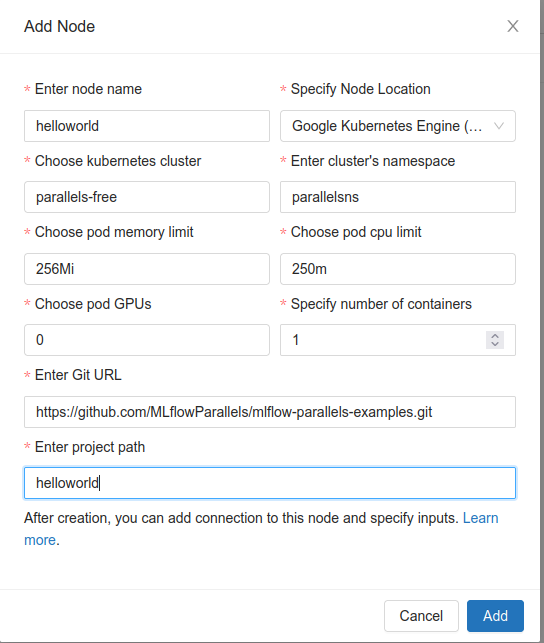 Add Node
* Enter node name
* Specify Node Location
helloworld
Google Kubernetes Engine (...
* Choose kubernetes cluster
* Enter cluster's namespace
parallels-free
parallelsns
* Choose pod memory limit
* Choose pod cpu limit
256Mi
250m
* Choose pod GPUs
* Specify number of containers
0
1
* Enter Git URL
https://github.com/MLflowParallels/mlflow-parallels-examples.git
* Enter project path
helloworld
After creation, you can add connection to this node and specify inputs. Learn
more.
Cancel
Add